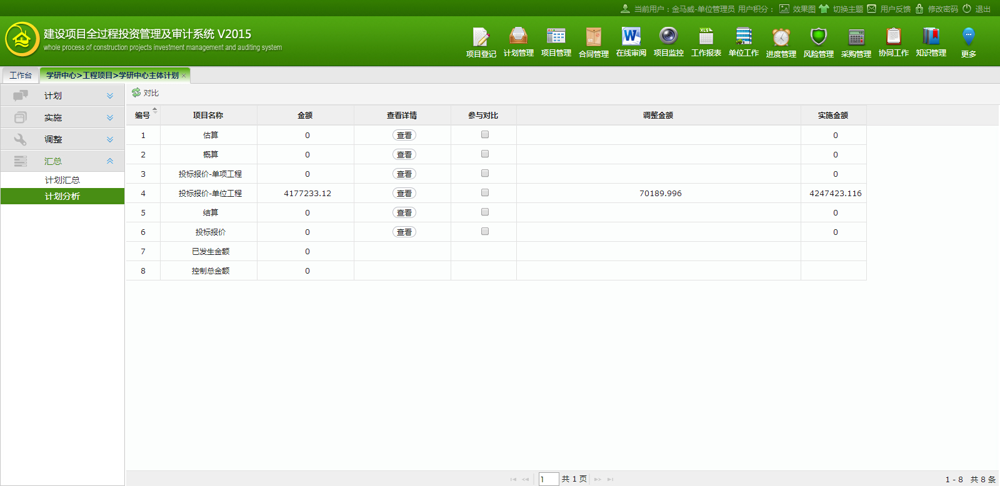 当前用户：金马威-单位管理员 用户积分： 效果图 切换主题 用户反馈 修改密码 退出
建设项目全过程投资管理及审计系统 V2015
whole process of construction projects investment management and auditing system
项目登记 计划管理 项目管理 合同管理 在线审阅 项目监控 工作报表 单位工作 进度管理 风险管理 采购管理 协同工作 知识管理 更多
工作台 学研中心>工程项目>学研中心主体计划 ×
计划
实施
调整
汇总
计划汇总
计划分析
对比
编号 项目名称 金额 查看详情 参与对比 调整金额 实施金额
1 估算 0 查看 0
2 概算 0 查看 0
3 投标报价-单项工程 0 查看 0
4 投标报价-单位工程 4177233.12 查看 70189.996 4247423.116
5 结算 0 查看 0
6 投标报价 0 查看 0
7 已发生金额 0
8 控制总金额 0
1 共 1 页
1 - 8 共 8 条